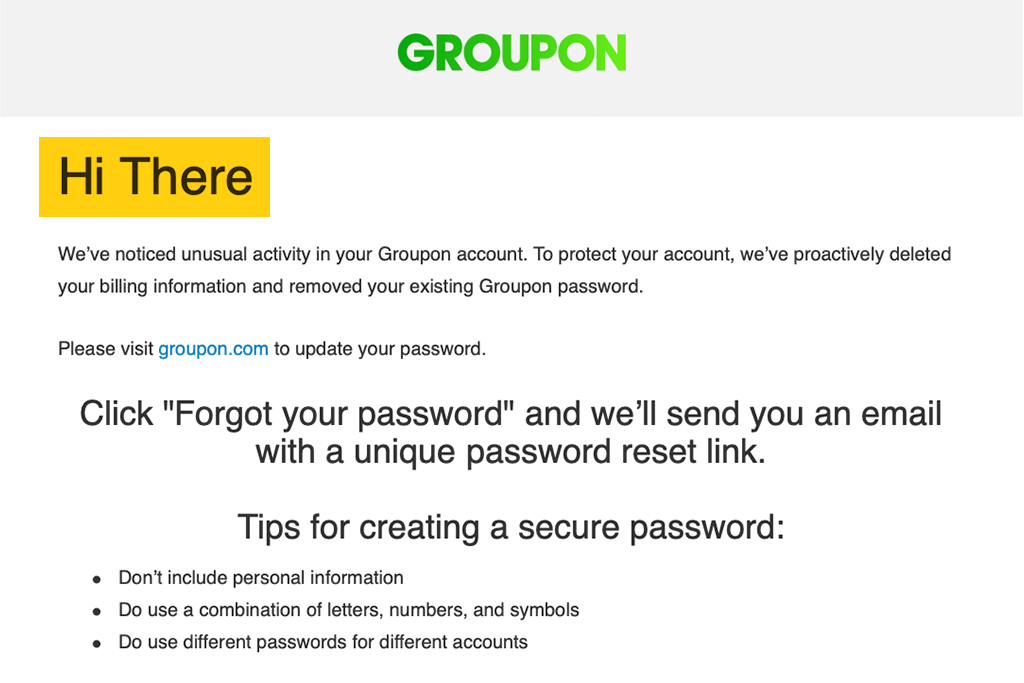 GROUPON
Hi There
We’ve noticed unusual activity in your Groupon account. To protect your account, we’ve proactively deleted
your billing information and removed your existing Groupon password.
Please visit groupon.com to update your password.
Click "Forgot your password" and we’ll send you an email
with a unique password reset link.
Tips for creating a secure password:
• Don’t include personal information
• Do use a combination of letters, numbers, and symbols
• Do use different passwords for different accounts